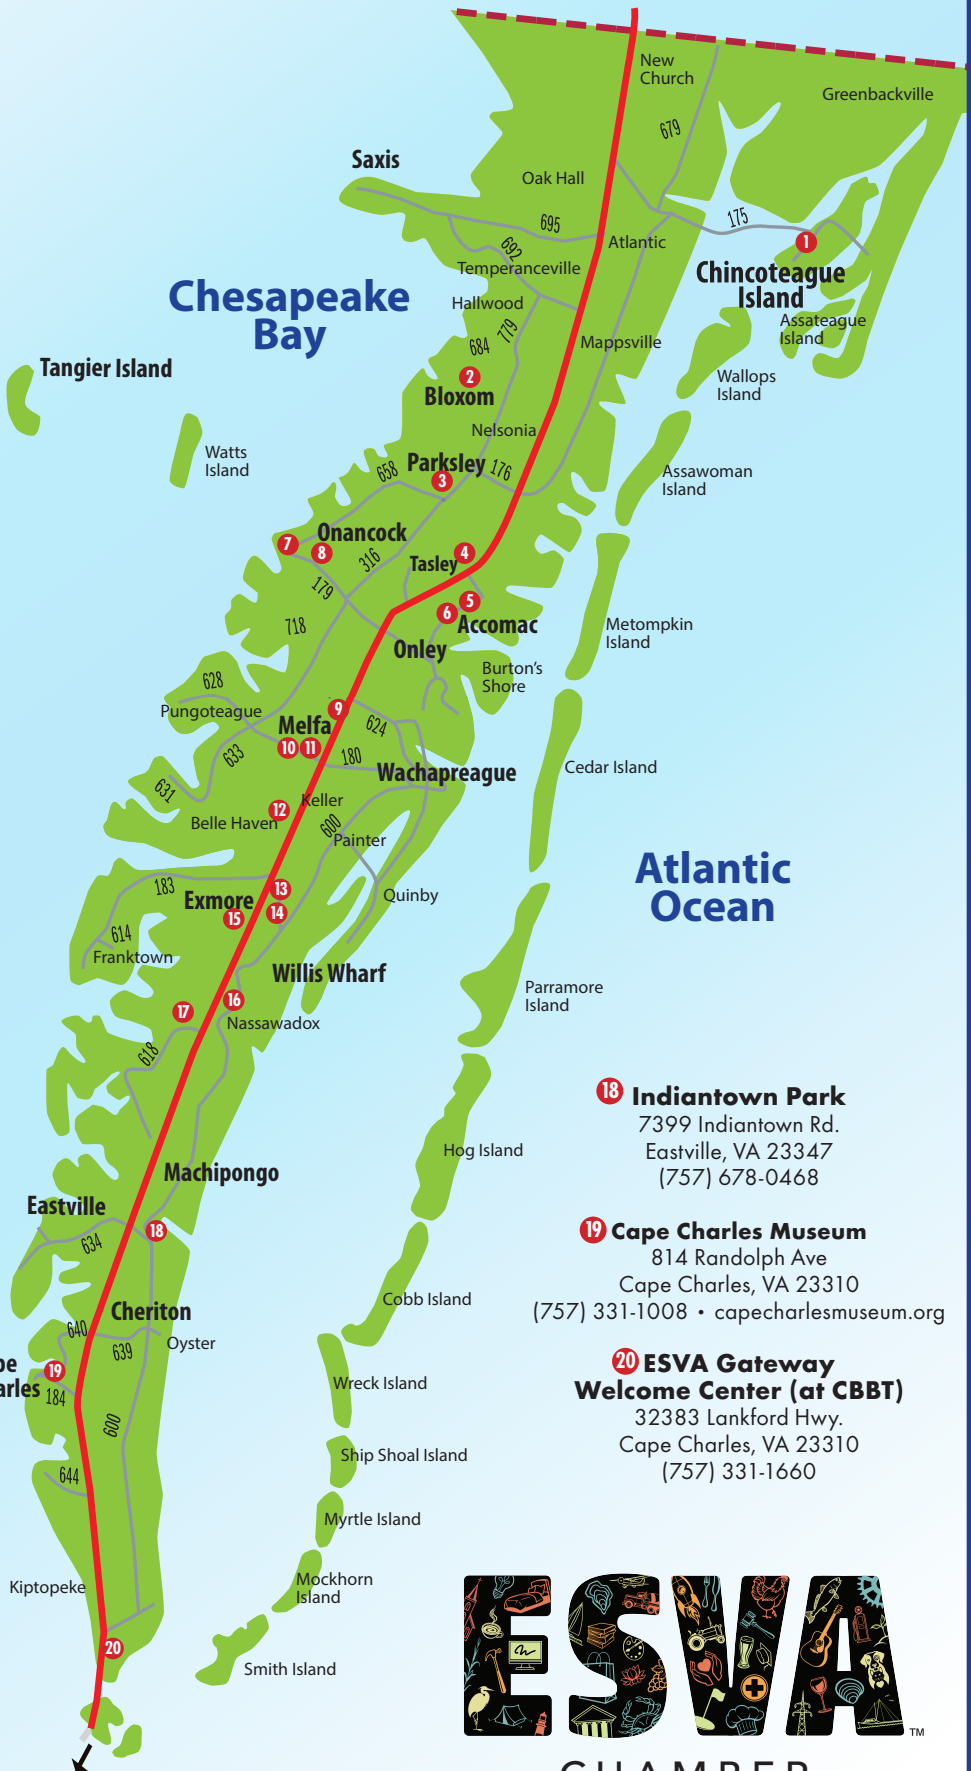 New
Church
Greenbackville
679
Saxis
Oak Hall
695
175
692
Atlantic
1
Temperanceville
Chincoteague
Island
Chesapeake
Bay
Hallwood
779
Assateague
Island
684
Mappsville
Tangier Island
2
Bloxom
Wallops
Island
Nelsonia
Watts
Island
658
Parksley
176
3
Assawoman
Island
Onancock
7
8
316
Tasley
4
179
5
6
Accomac
718
Metompkin
Island
Onley
Burton's
Shore
628
Pungoteague
9
Melfa
624
10
11
633
180
Wachapreague
Cedar Island
631
Keller
12
Belle Haven
600
Painter
Atlantic
Ocean
183
13
Exmore
Quinby
15
14
614
Franktown
Willis Wharf
Parramore
Island
16
17
Nassawadox
618
18 Indiantown Park
7399 Indiantown Rd.
Eastville, VA 23347
(757) 678-0468
Hog Island
Machipongo
Eastville
18
634
19 Cape Charles Museum
814 Randolph Ave
Cape Charles, VA 23310
(757) 331-1008 • capecharlesmuseum.org
Cobb Island
Cheriton
640
639
Oyster
pe
arles
19
184
Wreck Island
20 ESVA Gateway
Welcome Center (at CBBT)
32383 Lankford Hwy.
Cape Charles, VA 23310
(757) 331-1660
600
Ship Shoal Island
644
Myrtle Island
Kiptopeke
Mockhorn
Island
20
Smith Island
ESVA
TM
CHAMBER